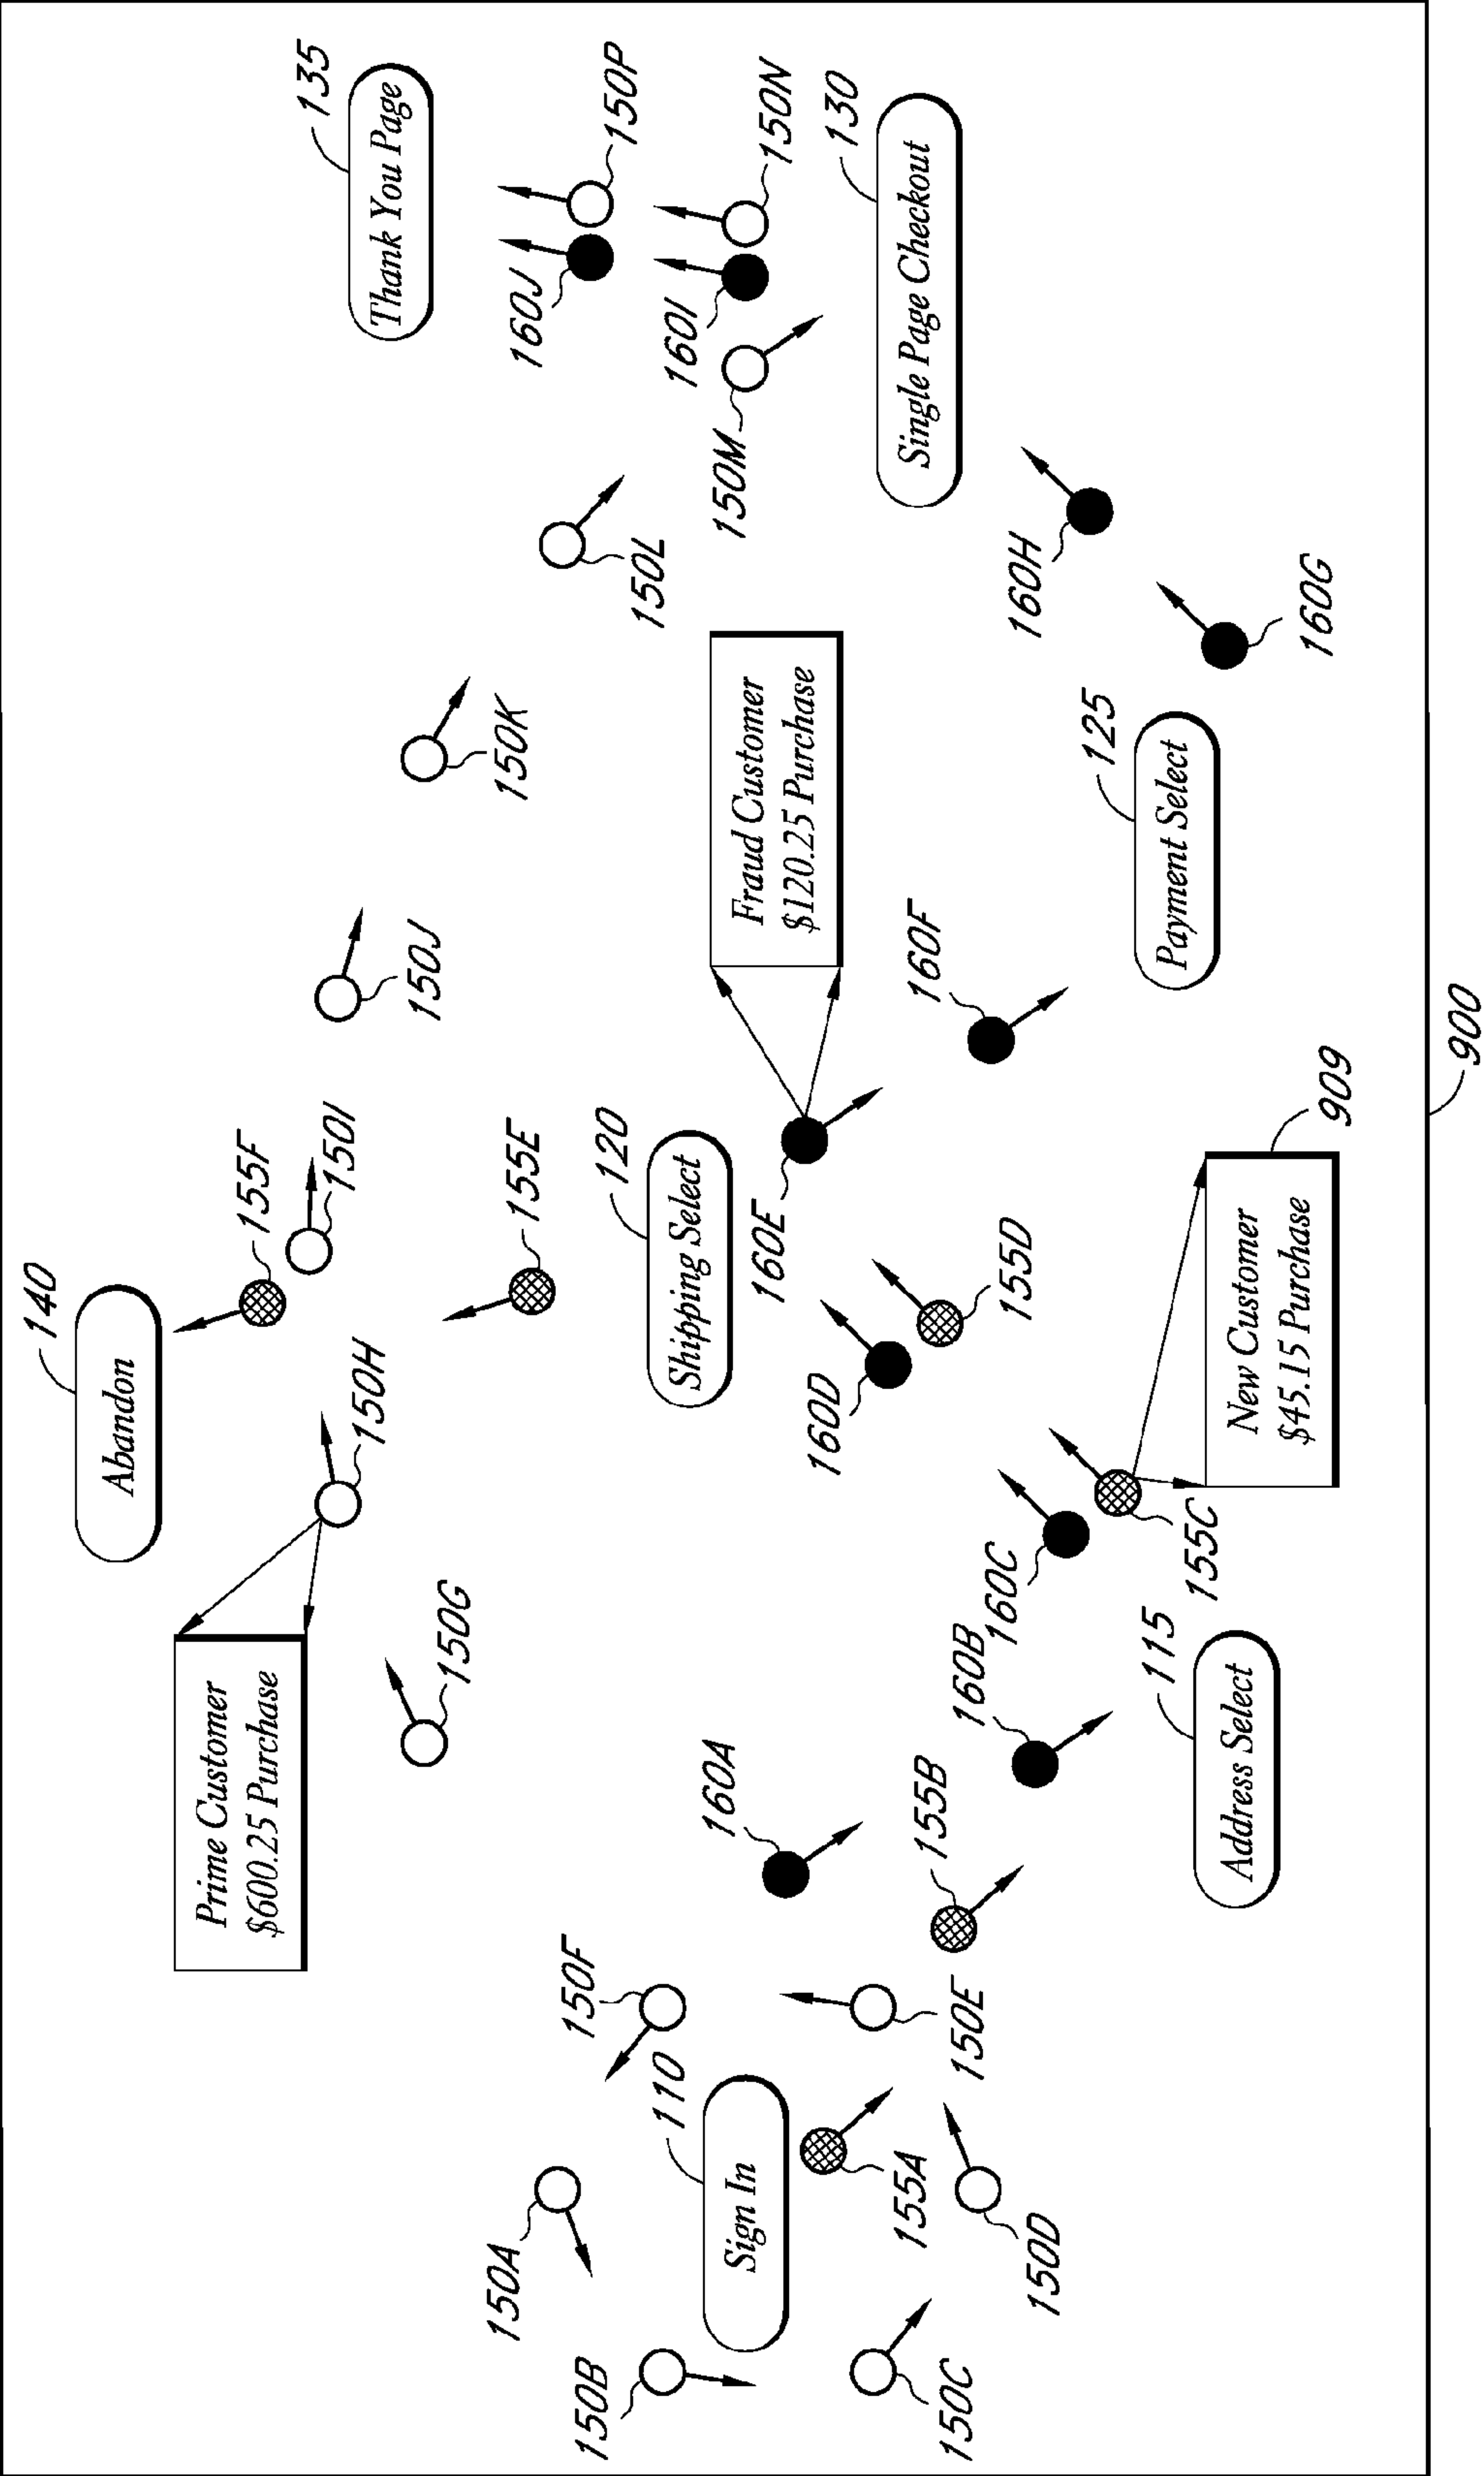 140
Abandon
135
Thank You Page
Prime Customer
$600.25 Purchase
155F
150I
150H
150J
150K
150G
150P
160J
155E
150L
150A
150F
150N
160I
150M
120
Shipping Select
Fraud Customer
$120.25 Purchase
130
Single Page Checkout
150B
110
Sign In
160A
160E
160D
155D
160F
155A
150E
155B
160B
160C
160H
150C
150D
125
Payment Select
160G
115
Address Select
155C
New Customer
$45.15 Purchase
909
900